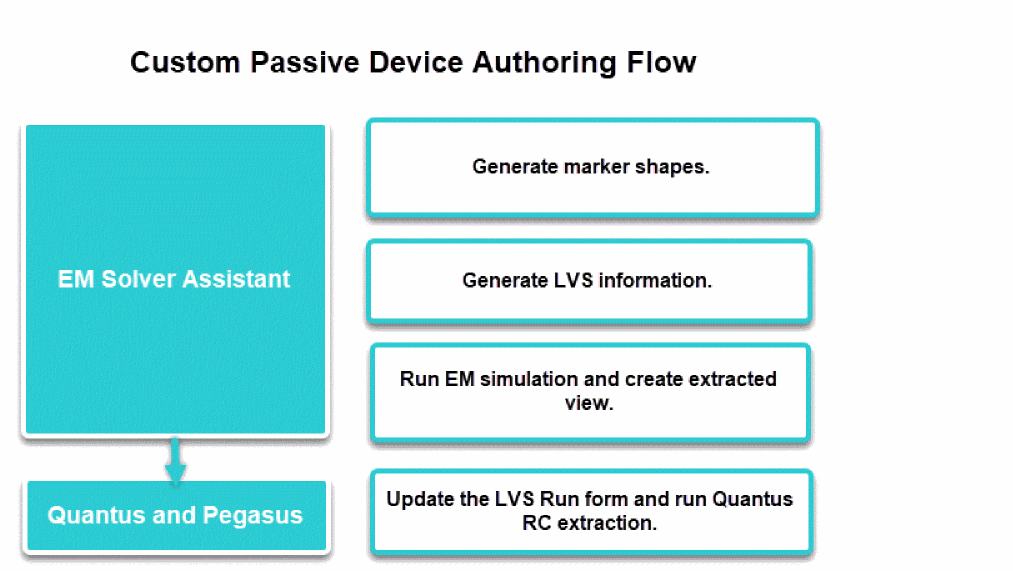 Custom Passive Device Authoring Flow
EM Solver Assistant
Generate marker shapes.
Generate LVS information.
Run EM simulation and create extracted
view.
Quantus and Pegasus
Update the LVS Run form and run Quantus
RC extraction.